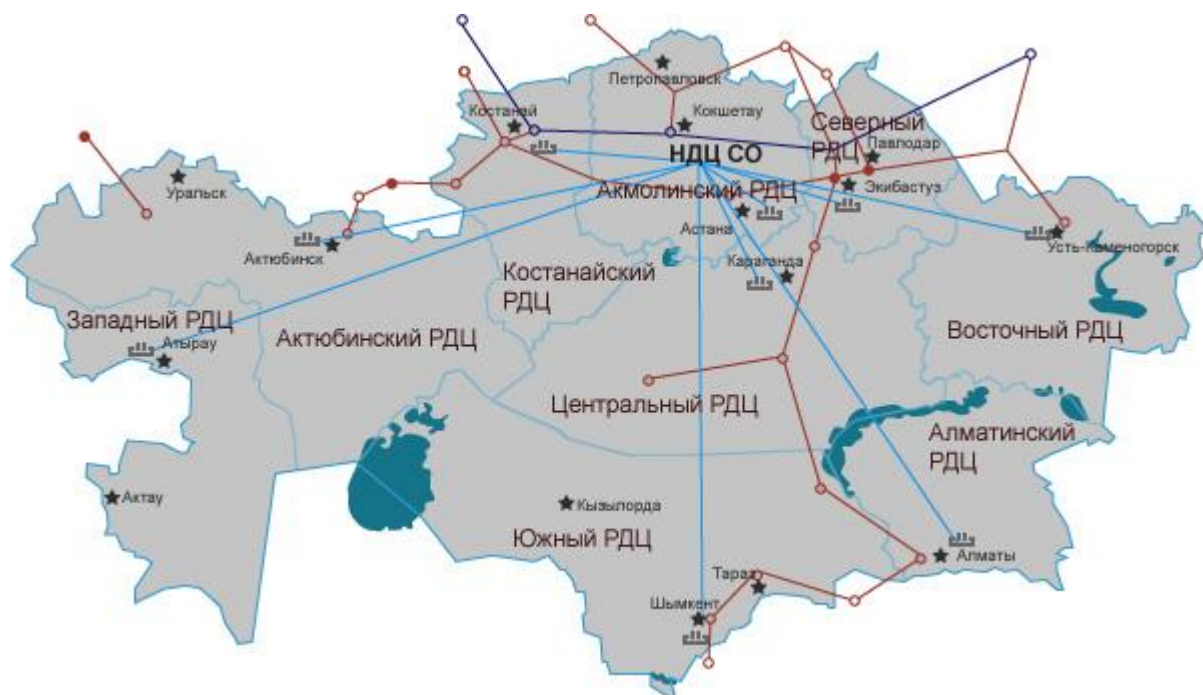 Петропавловск
Костанай
Кокшетау
Северный
РДЦ
Павлодар
НДЦ СО
Уральск
Акмолинский РДЦ
Экибастуз
Астана
Актюбинск
Усть-Каменогорск
Костанайский
РДЦ
Караганда
Западный РДЦ
Актюбинский РДЦ
Восточный РДЦ
Атырау
Центральный РДЦ
Алматинский
РДЦ
Актау
Кызылорда
Южный РДЦ
Алматы
Тараз
Шымкент